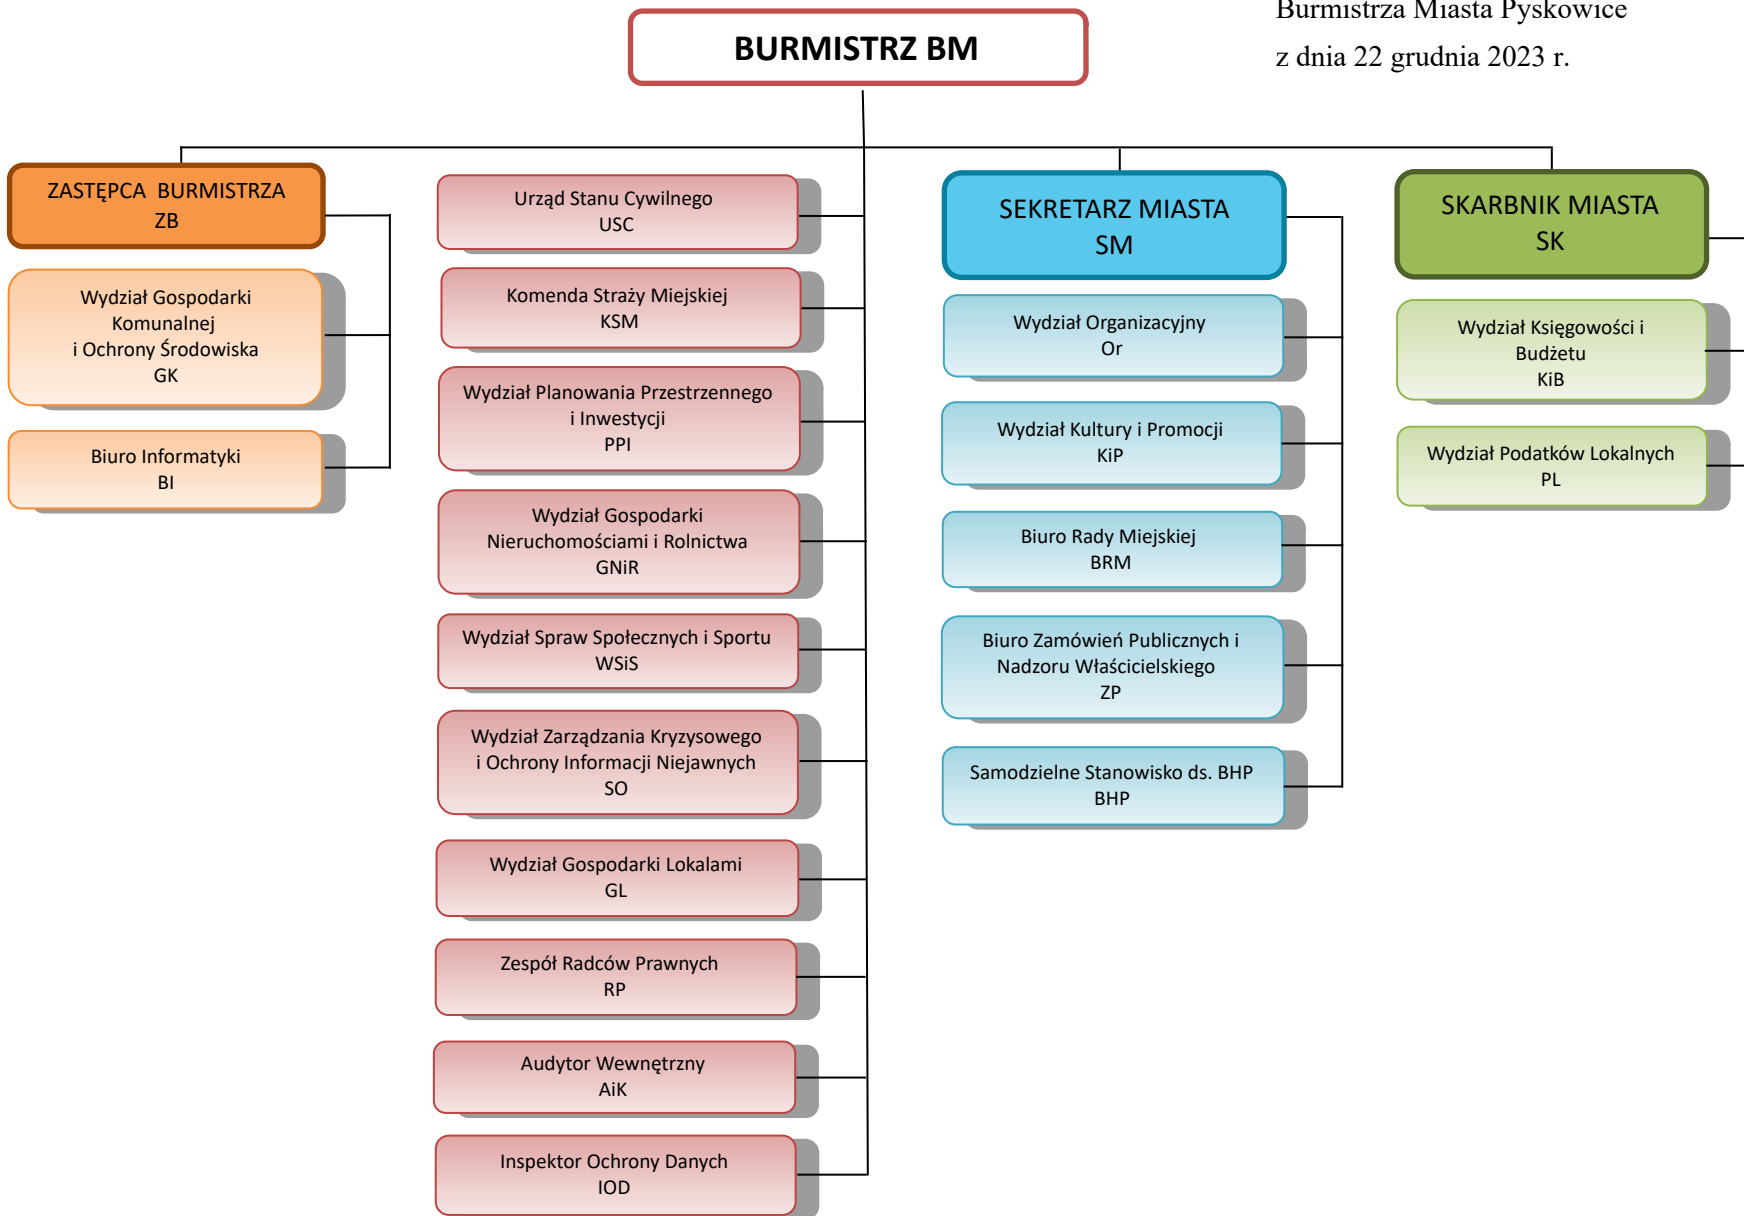 Burmistrza Miasta Pyskowice
z dnia 22 grudnia 2023 r.
BURMISTRZ BM
ZASTĘPCA BURMISTRZA
ZB
Wydział Gospodarki
Komunalnej
i Ochrony Środowiska
GK
Biuro Informatyki
BI
Urząd Stanu Cywilnego
USC
Komenda Straży Miejskiej
KSM
Wydział Planowania Przestrzennego
i Inwestycji
PPI
Wydział Gospodarki
Nieruchomościami i Rolnictwa
GNiR
Wydział Spraw Społecznych i Sportu
WSiS
Wydział Zarządzania Kryzysowego
i Ochrony Informacji Niejawnych
SO
Wydział Gospodarki Lokalami
GL
Zespół Radców Prawnych
RP
Audytor Wewnętrzny
AiK
Inspektor Ochrony Danych
IOD
SEKRETARZ MIASTA
SM
Wydział Organizacyjny
Or
Wydział Kultury i Promocji
KiP
Biuro Rady Miejskiej
BRM
Biuro Zamówień Publicznych i
Nadzoru Właścicielskiego
ZP
Samodzielne Stanowisko ds. BHP
BHP
SKARBNIK MIASTA
SK
Wydział Księgowości i
Budżetu
KiB
Wydział Podatków Lokalnych
PL